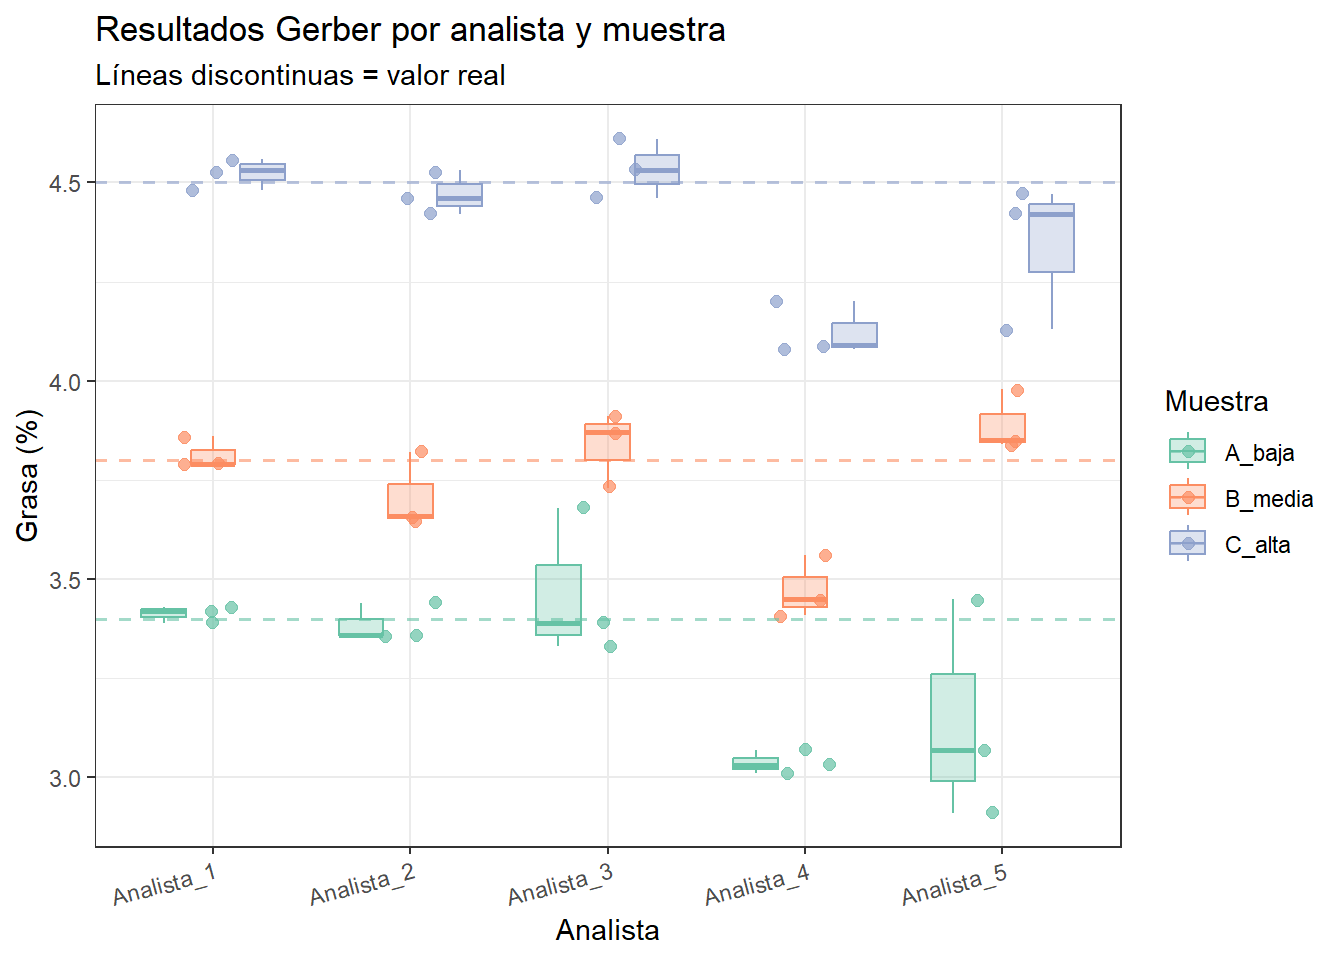 Resultados Gerber por analista y muestra
Líneas discontinuas = valor real
Grasa (%)
4.5
4.0
3.5
3.0
Analista_1
Analista_2
Analista_3
Analista_4
Analista_5
Analista
Muestra
A_baja
B_media
C_alta